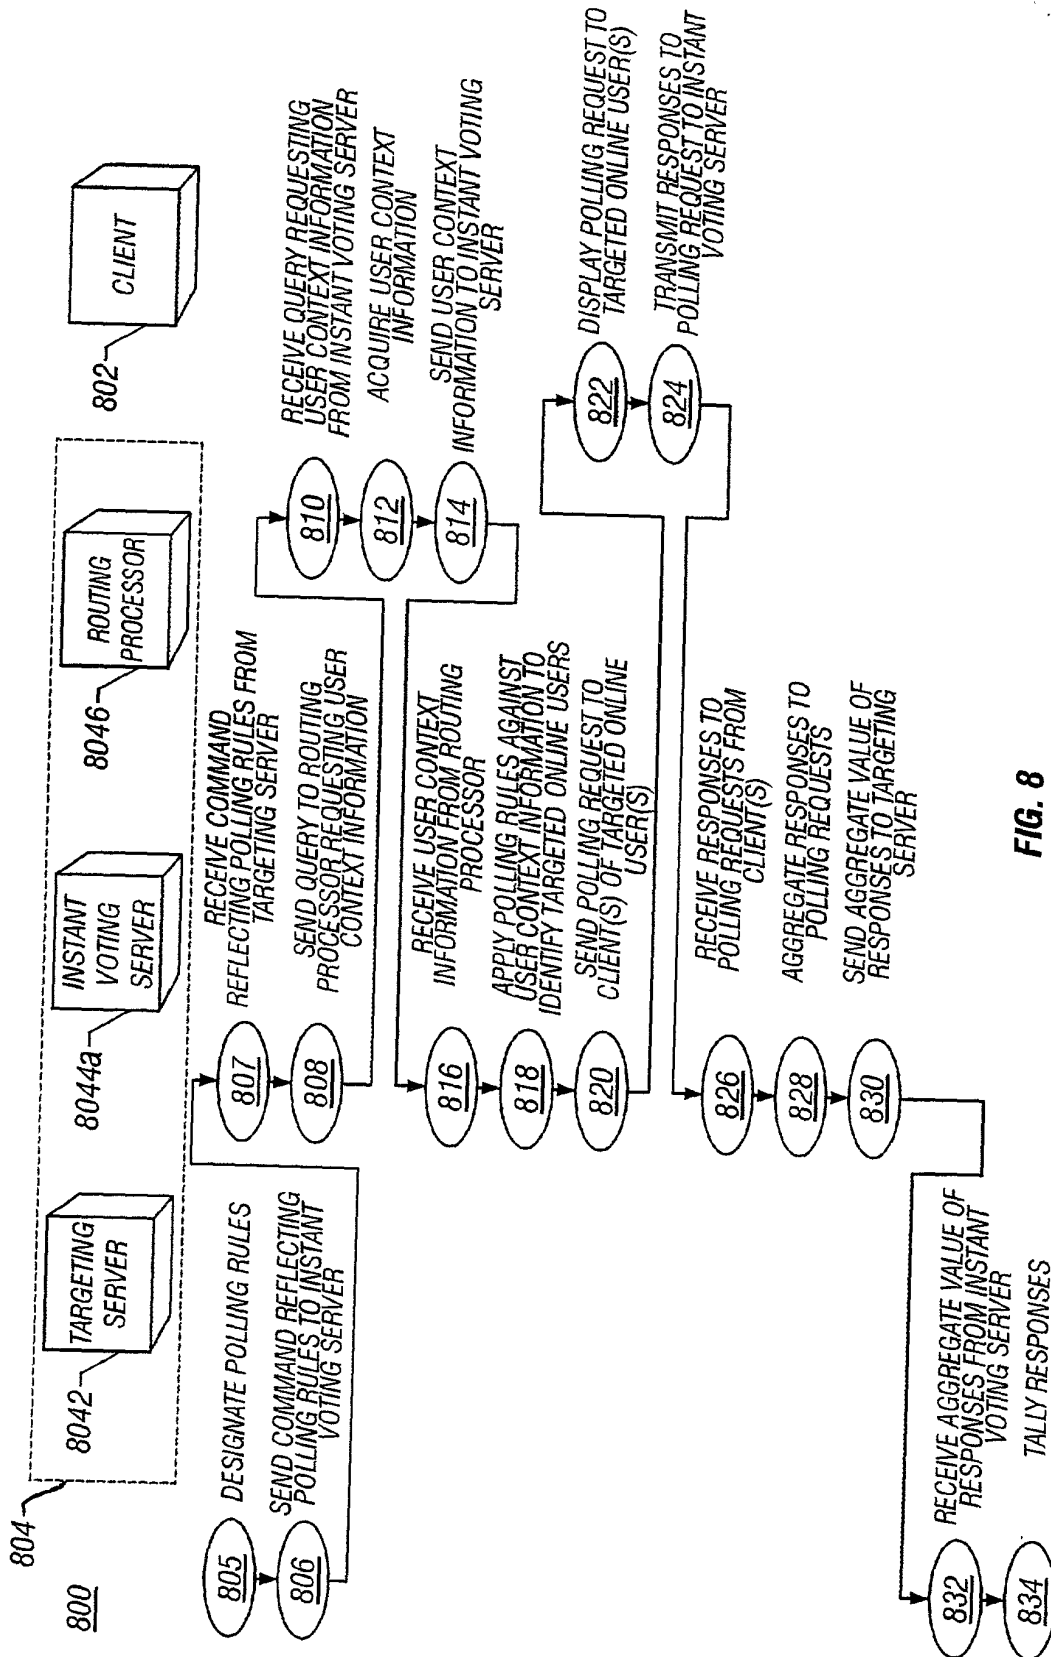 800
804
8042
TARGETING
SERVER
8044a
INSTANT
VOTING
SERVER
8046
ROUTING
PROCESSOR
802
CLIENT
805
DESIGNATE POLLING RULES
806
SEND COMMAND REFLECTING
POLLING RULES TO INSTANT
VOTING SERVER
807
RECEIVE COMMAND
REFLECTING POLLING RULES FROM
TARGETING SERVER
808
SEND QUERY TO ROUTING
PROCESSOR REQUESTING USER
CONTEXT INFORMATION
810
RECEIVE QUERY REQUESTING
USER CONTEXT INFORMATION
FROM INSTANT VOTING SERVER
812
ACQUIRE USER CONTEXT
INFORMATION
814
SEND USER CONTEXT
INFORMATION TO INSTANT VOTING
SERVER
816
RECEIVE USER CONTEXT
INFORMATION FROM ROUTING
PROCESSOR
818
APPLY POLLING RULES AGAINST
USER CONTEXT INFORMATION TO
IDENTIFY TARGETED ONLINE USERS
820
SEND POLLING REQUEST TO
CLIENT(S) OF TARGETED ONLINE
USER(S)
822
DISPLAY POLLING REQUEST TO
TARGETED ONLINE USER(S)
824
TRANSMIT RESPONSES TO
POLLING REQUEST TO INSTANT
VOTING SERVER
826
RECEIVE RESPONSES TO
POLLING REQUESTS FROM
CLIENT(S)
828
AGGREGATE RESPONSES TO
POLLING REQUESTS
830
SEND AGGREGATE VALUE OF
RESPONSES TO TARGETING
SERVER
832
RECEIVE AGGREGATE VALUE OF
RESPONSES FROM INSTANT
VOTING SERVER
834
TALLY RESPONSES
FIG. 8